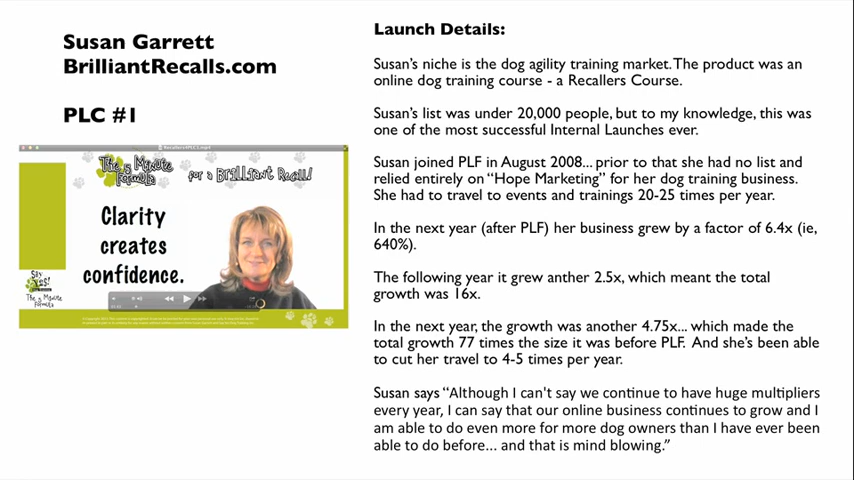 Susan Garrett
BrilliantRecalls.com
PLC #1
The 5 Minute
Formula
for a Brilliant Recall!
Clarity
creates
confidence.
Say
Yes!
The 5 Minute
Formula
Launch Details:
Susan's niche is the dog agility training market. The product was an
online dog training course - a Recallers Course.
Susan's list was under 20,000 people, but to my knowledge, this was
one of the most successful Internal Launches ever.
Susan joined PLF in August 2008... prior to that she had no list and
relied entirely on "Hope Marketing" for her dog training business.
She had to travel to events and trainings 20-25 times per year.
In the next year (after PLF) her business grew by a factor of 6.4x (ie,
640%).
The following year it grew anther 2.5x, which meant the total
growth was 16x.
In the next year, the growth was another 4.75x... which made the
total growth 77 times the size it was before PLF. And she's been able
to cut her travel to 4-5 times per year.
Susan says "Although I can't say we continue to have huge multipliers
every year, I can say that our online business continues to grow and I
am able to do even more for more dog owners than I have ever been
able to do before... and that is mind blowing."